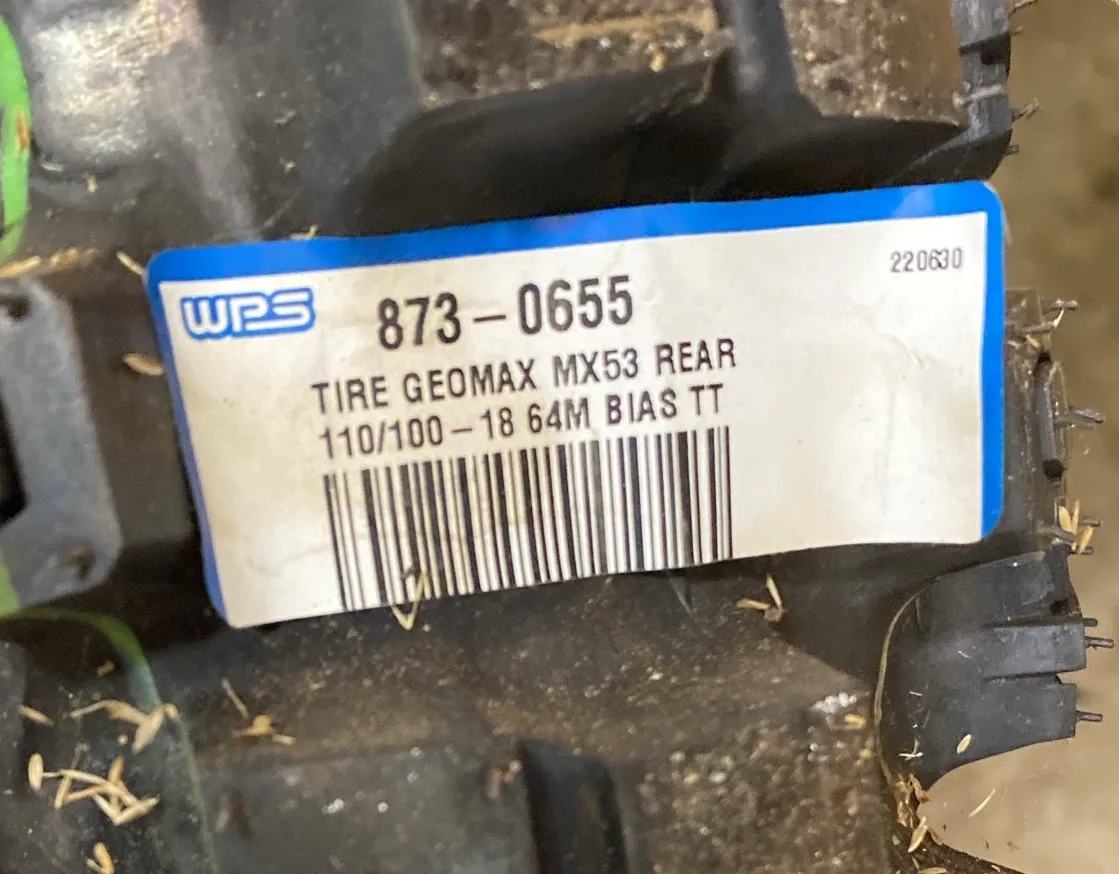 220630
WPS 873-0655
TIRE GEOMAX MX53 REAR
110/100-18 64M BIAS TT